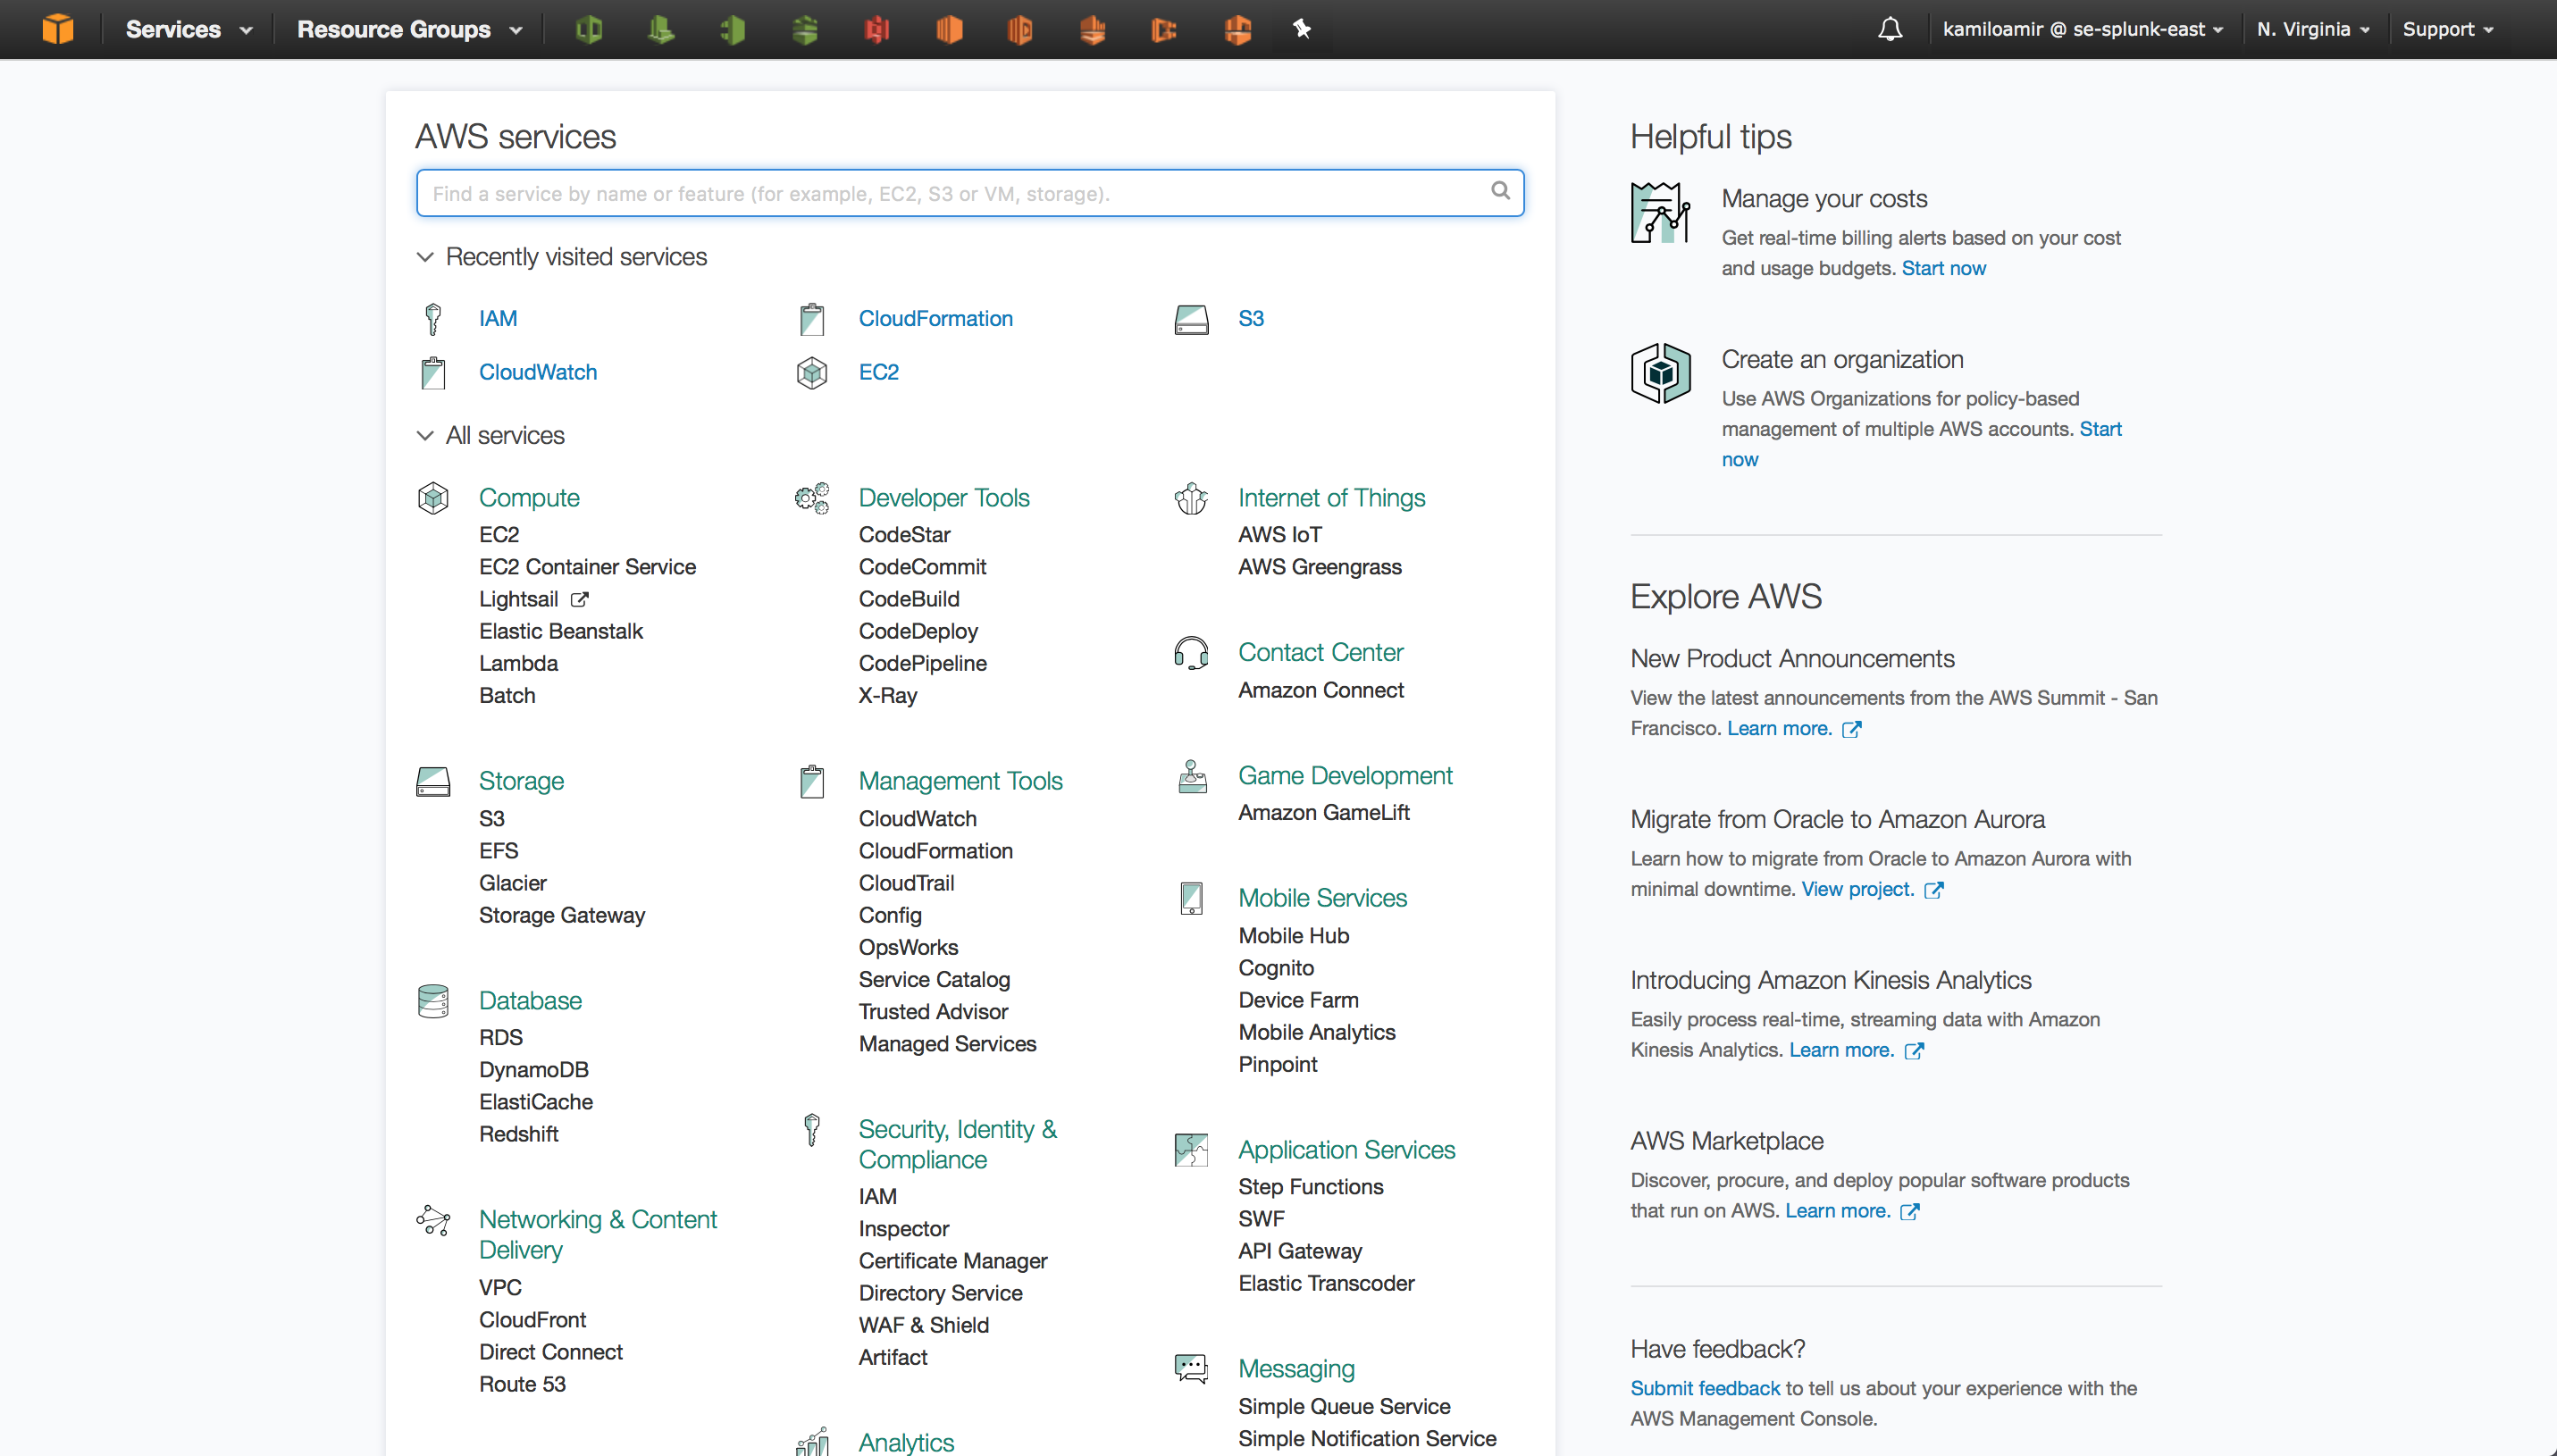 Services
Resource Groups
kamiloamir @ se-splunk-east
N. Virginia
Support
AWS services
Find a service by name or feature (for example, EC2, S3 or VM, storage).
Recently visited services
IAM
CloudFormation
S3
CloudWatch
EC2
All services
Compute
EC2
EC2 Container Service
Lightsail
Elastic Beanstalk
Lambda
Batch
Storage
S3
EFS
Glacier
Storage Gateway
Database
RDS
DynamoDB
ElastiCache
Redshift
Networking & Content
Delivery
VPC
CloudFront
Direct Connect
Route 53
Developer Tools
CodeStar
CodeCommit
CodeBuild
CodeDeploy
CodePipeline
X-Ray
Management Tools
CloudWatch
CloudFormation
CloudTrail
Config
OpsWorks
Service Catalog
Trusted Advisor
Managed Services
Security, Identity &
Compliance
IAM
Inspector
Certificate Manager
Directory Service
WAF & Shield
Artifact
Analytics
Internet of Things
AWS IoT
AWS Greengrass
Contact Center
Amazon Connect
Game Development
Amazon GameLift
Mobile Services
Mobile Hub
Cognito
Device Farm
Mobile Analytics
Pinpoint
Application Services
Step Functions
SWF
API Gateway
Elastic Transcoder
Messaging
Simple Queue Service
Simple Notification Service
Helpful tips
Manage your costs
Get real-time billing alerts based on your cost
and usage budgets. Start now
Create an organization
Use AWS Organizations for policy-based
management of multiple AWS accounts. Start
now
Explore AWS
New Product Announcements
View the latest announcements from the AWS Summit - San
Francisco. Learn more.
Migrate from Oracle to Amazon Aurora
Learn how to migrate from Oracle to Amazon Aurora with
minimal downtime. View project.
Introducing Amazon Kinesis Analytics
Easily process real-time, streaming data with Amazon
Kinesis Analytics. Learn more.
AWS Marketplace
Discover, procure, and deploy popular software products
that run on AWS. Learn more.
Have feedback?
Submit feedback to tell us about your experience with the
AWS Management Console.